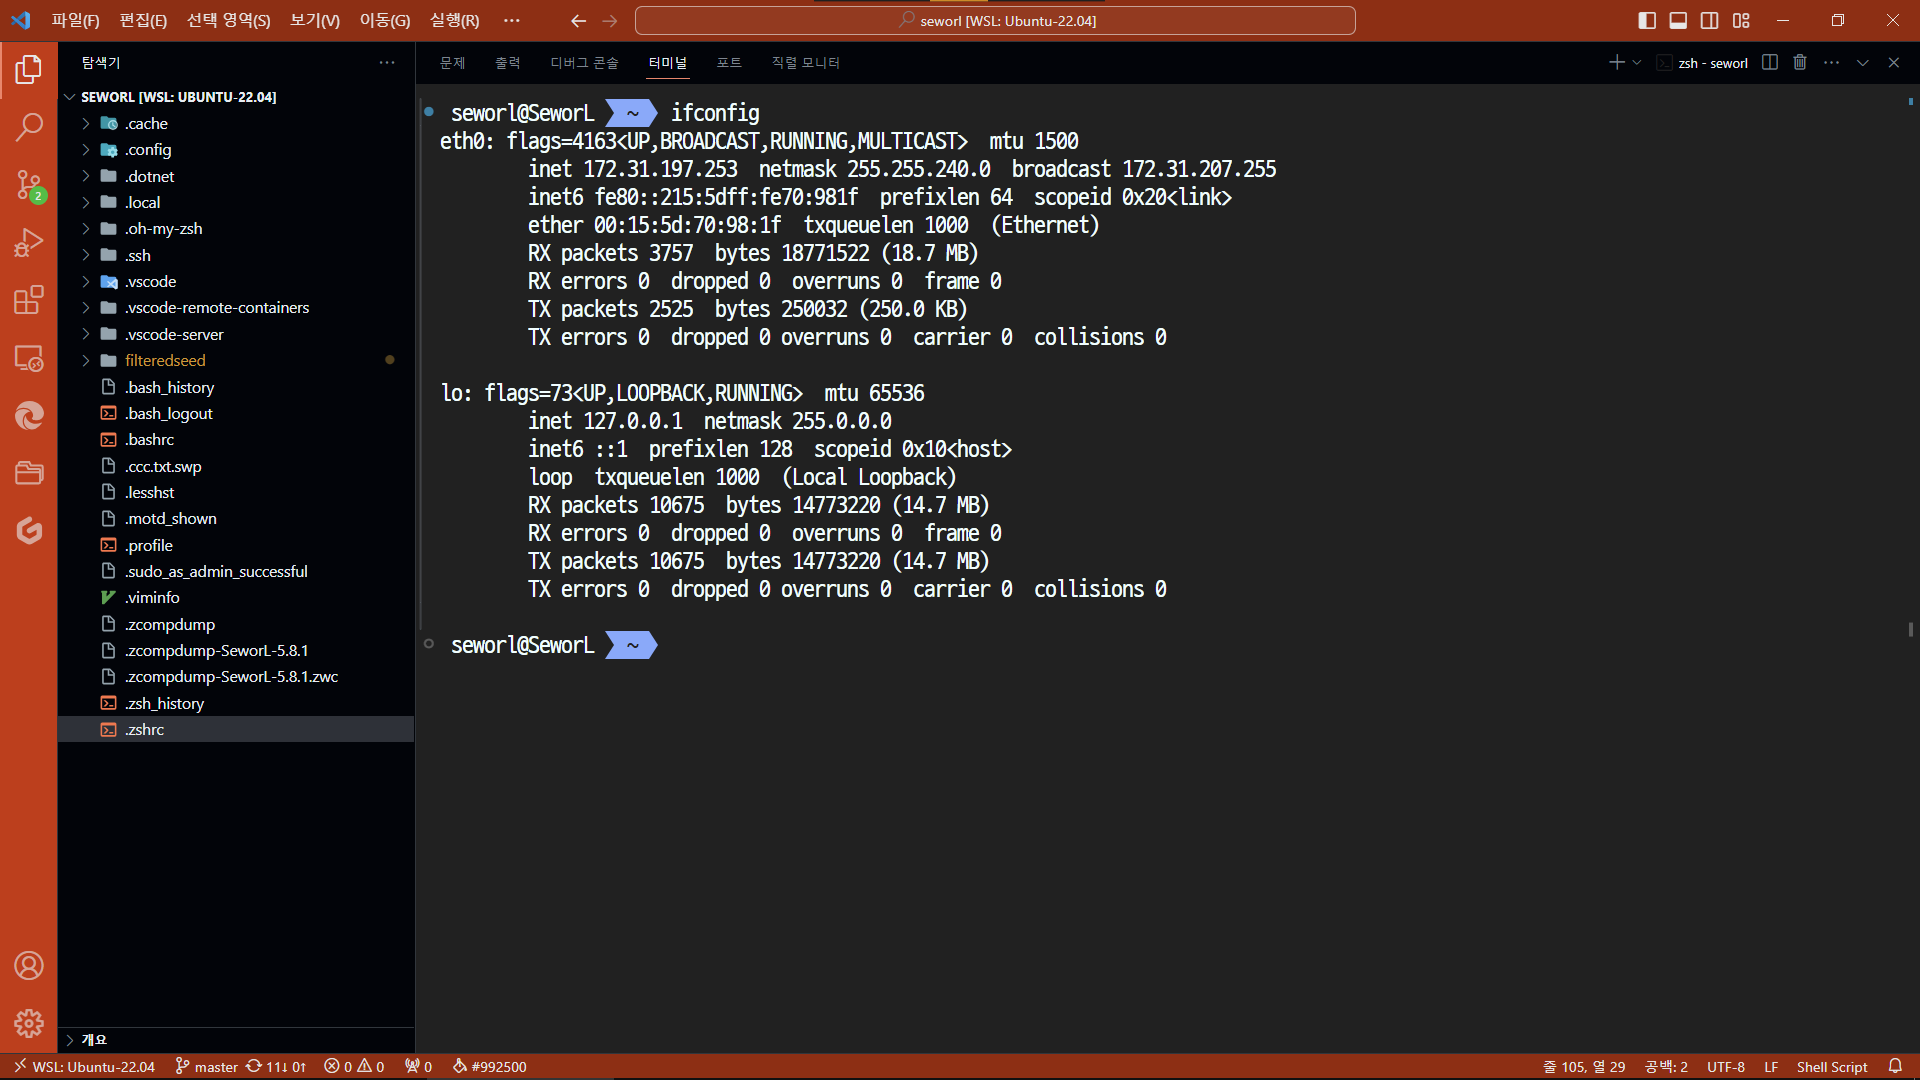 파일(F) 편집(E) 선택 영역(S) 보기(V) 이동(G) 실행(R) ··· seworl [WSL: Ubuntu-22.04]
탐색기
SEWORL [WSL: UBUNTU-22.04]
.cache
.config
.dotnet
.local
.oh-my-zsh
.ssh
.vscode
.vscode-remote-containers
.vscode-server
filteredseed
.bash_history
.bash_logout
.bashrc
.ccc.txt.swp
.lesshst
.motd_shown
.profile
.sudo_as_admin_successful
.viminfo
.zcompdump
.zcompdump-SeworL-5.8.1
.zcompdump-SeworL-5.8.1.zwc
.zsh_history
.zshrc
개요
2
문제 출력 디버그 콘솔 터미널 포트 직렬 모니터 zsh - seworl
seworl@SeworL ~ ifconfig
eth0: flags=4163<UP,BROADCAST,RUNNING,MULTICAST> mtu 1500
inet 172.31.197.253 netmask 255.255.240.0 broadcast 172.31.207.255
inet6 fe80::215:5dff:fe70:981f prefixlen 64 scopeid 0x20<link>
ether 00:15:5d:70:98:1f txqueuelen 1000 (Ethernet)
RX packets 3757 bytes 18771522 (18.7 MB)
RX errors 0 dropped 0 overruns 0 frame 0
TX packets 2525 bytes 250032 (250.0 KB)
TX errors 0 dropped 0 overruns 0 carrier 0 collisions 0
lo: flags=73<UP,LOOPBACK,RUNNING> mtu 65536
inet 127.0.0.1 netmask 255.0.0.0
inet6 ::1 prefixlen 128 scopeid 0x10<host>
loop txqueuelen 1000 (Local Loopback)
RX packets 10675 bytes 14773220 (14.7 MB)
RX errors 0 dropped 0 overruns 0 frame 0
TX packets 10675 bytes 14773220 (14.7 MB)
TX errors 0 dropped 0 overruns 0 carrier 0 collisions 0
seworl@SeworL ~
WSL: Ubuntu-22.04 master 11↓ 0↑ 0 0 0 #992500 줄 105, 열 29 공백: 2 UTF-8 LF Shell Script